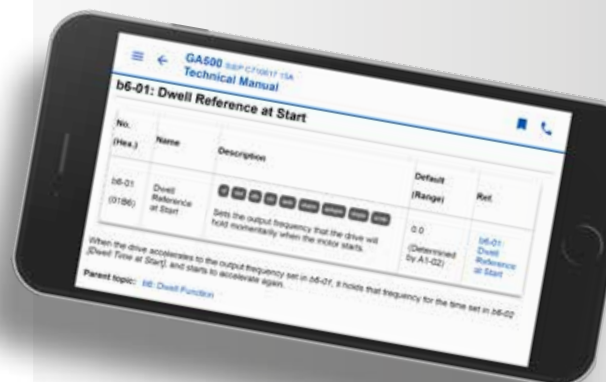 GA500
Technical Manual
b6-01: Dwell Reference at Start
No.
(Hex.)
Name
Description
Default
(Range)
Ref.
b6-01
(01B6)
Dwell
Reference
at Start
Sets the output frequency that the drive will
hold momentarily when the motor starts.
0.0
(Determined
by A1-02)
b6-01:
Dwell
Reference
at Start
When the drive accelerates to the output frequency set in b6-01, it holds that frequency for the time set in b6-02
[Dwell Time at Start], and starts to accelerate again.
Parent topic: b6: Dwell Function